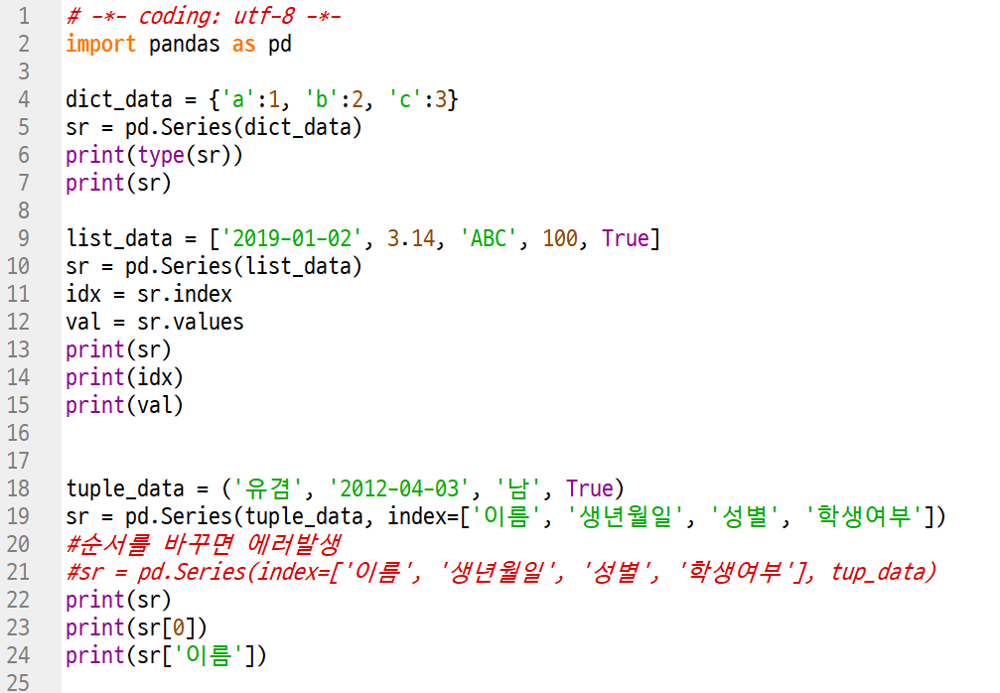 1 # -*- coding: utf-8 -*-
2 import pandas as pd
3
4 dict_data = {'a':1, 'b':2, 'c':3}
5 sr = pd.Series(dict_data)
6 print(type(sr))
7 print(sr)
8
9 list_data = ['2019-01-02', 3.14, 'ABC', 100, True]
10 sr = pd.Series(list_data)
11 idx = sr.index
12 val = sr.values
13 print(sr)
14 print(idx)
15 print(val)
16
17
18 tuple_data = ('유겸', '2012-04-03', '남', True)
19 sr = pd.Series(tuple_data, index=['이름', '생년월일', '성별', '학생여부'])
20 #순서를 바꾸면 에러발생
21 #sr = pd.Series(index=['이름', '생년월일', '성별', '학생여부'], tup_data)
22 print(sr)
23 print(sr[0])
24 print(sr['이름'])
25